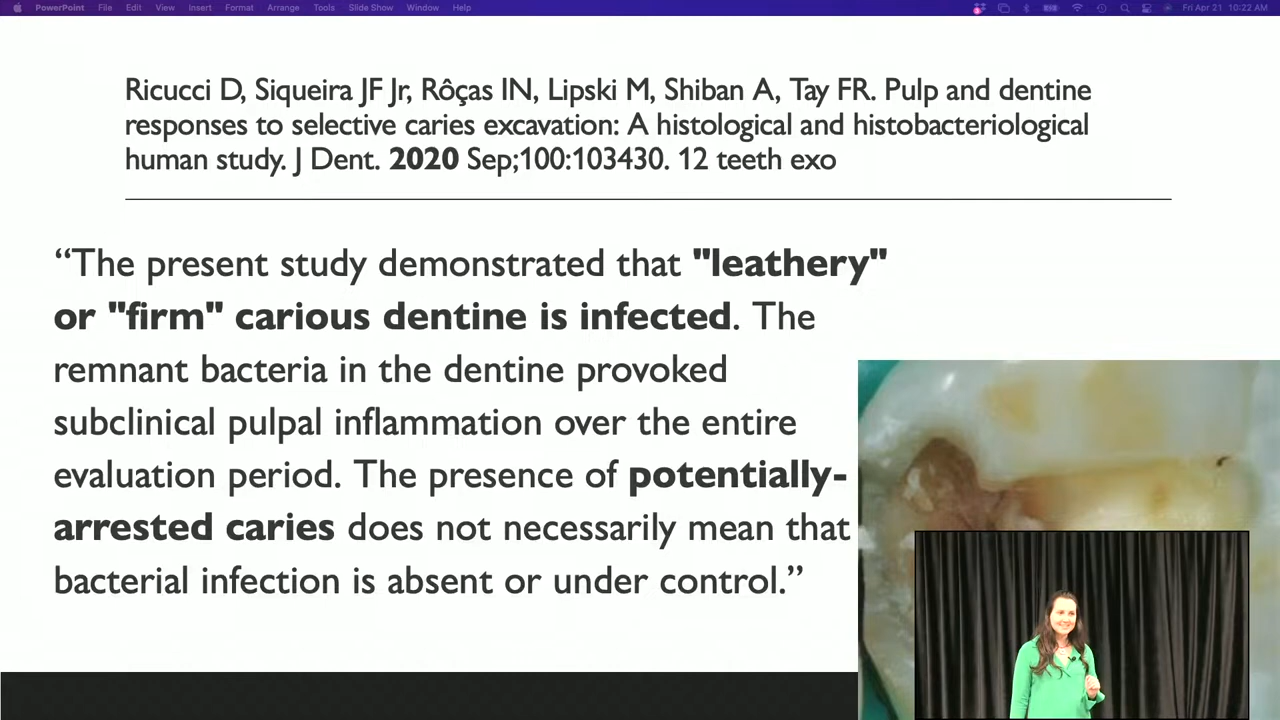 PowerPoint File Edit View Insert Format Arrange Tools Slide Show Window Help Fri Apr 21 10:22 AM
Ricucci D, Siqueira JF Jr, Rôças IN, Lipski M, Shiban A, Tay FR. Pulp and dentine
responses to selective caries excavation: A histological and histobacteriological
human study. J Dent. 2020 Sep;100:103430. 12 teeth exo
“The present study demonstrated that "leathery"
or "firm" carious dentine is infected. The
remnant bacteria in the dentine provoked
subclinical pulpal inflammation over the entire
evaluation period. The presence of potentially-
arrested caries does not necessarily mean that
bacterial infection is absent or under control.”